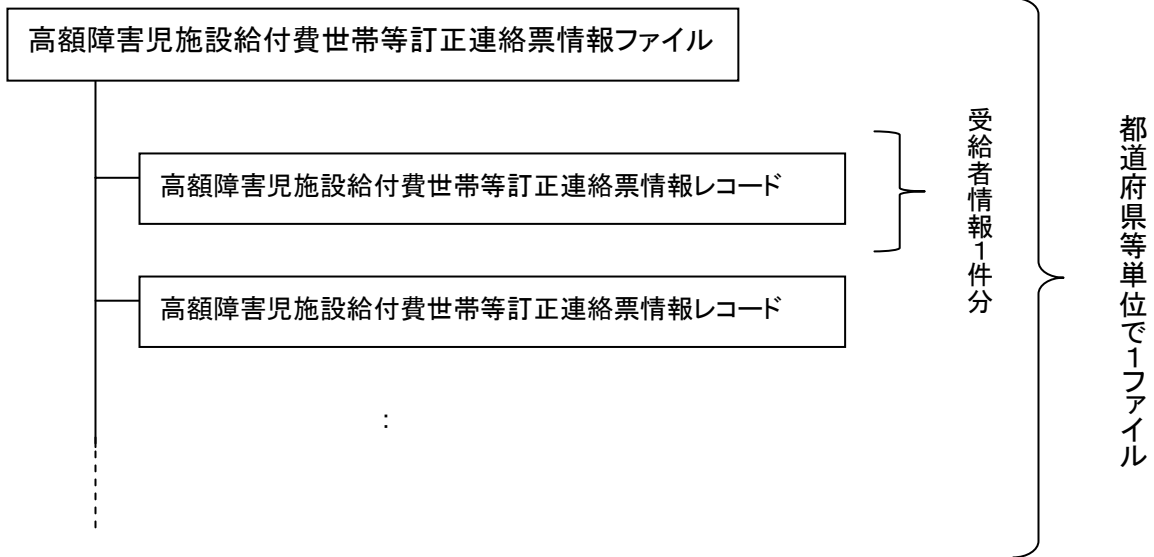 高額障害児施設給付費世帯等訂正連絡票情報ファイル
高額障害児施設給付費世帯等訂正連絡票情報レコード
高額障害児施設給付費世帯等訂正連絡票情報レコード
:
受給者情報1件分
都道府県等単位で1ファイル